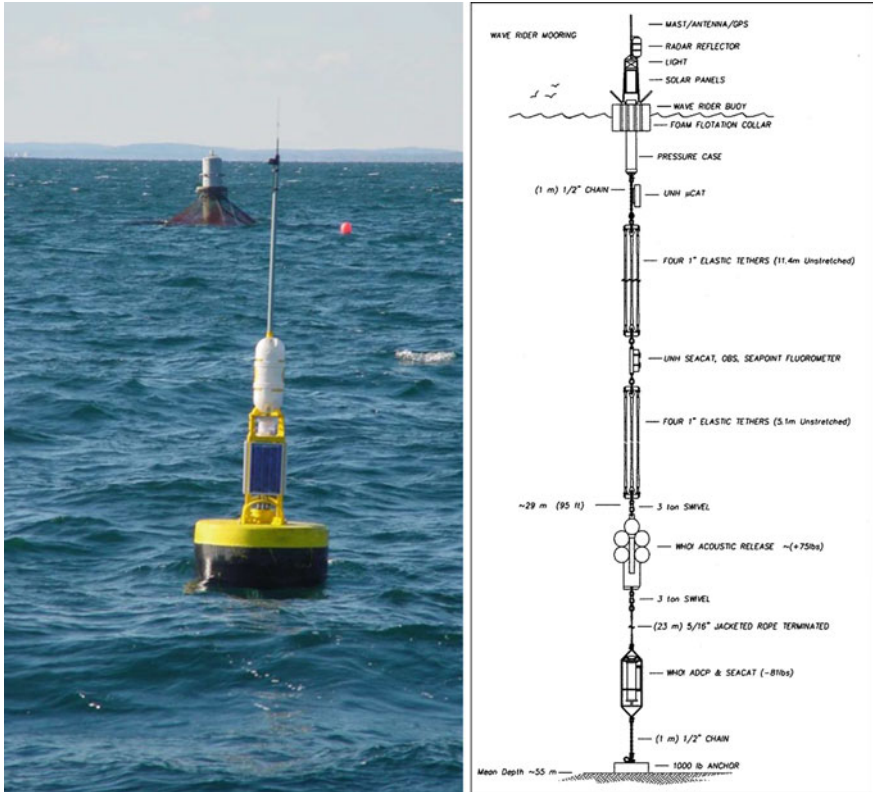 MAST/ANTENNA/GPS
WAVE RIDER MOORING
RADAR REFLECTOR
LIGHT
SOLAR PANELS
WAVE RIDER BUOY
FOAM FLOTATION COLLAR
PRESSURE CASE
(1 m) 1/2" CHAIN
UNH µCAT
FOUR 1" ELASTIC TETHERS (11.4m Unstretched)
UNH SEACAT, OBS, SEAPOINT FLUOROMETER
FOUR 1" ELASTIC TETHERS (5.1m Unstretched)
~29 m (95 ft)
3 ton SWIVEL
WHOI ACOUSTIC RELEASE ~(+75lbs)
3 ton SWIVEL
(23 m) 5/16" JACKETED ROPE TERMINATED
WHOI ADCP & SEACAT (-81lbs)
(1 m) 1/2" CHAIN
1000 lb ANCHOR
Mean Depth ~55 m